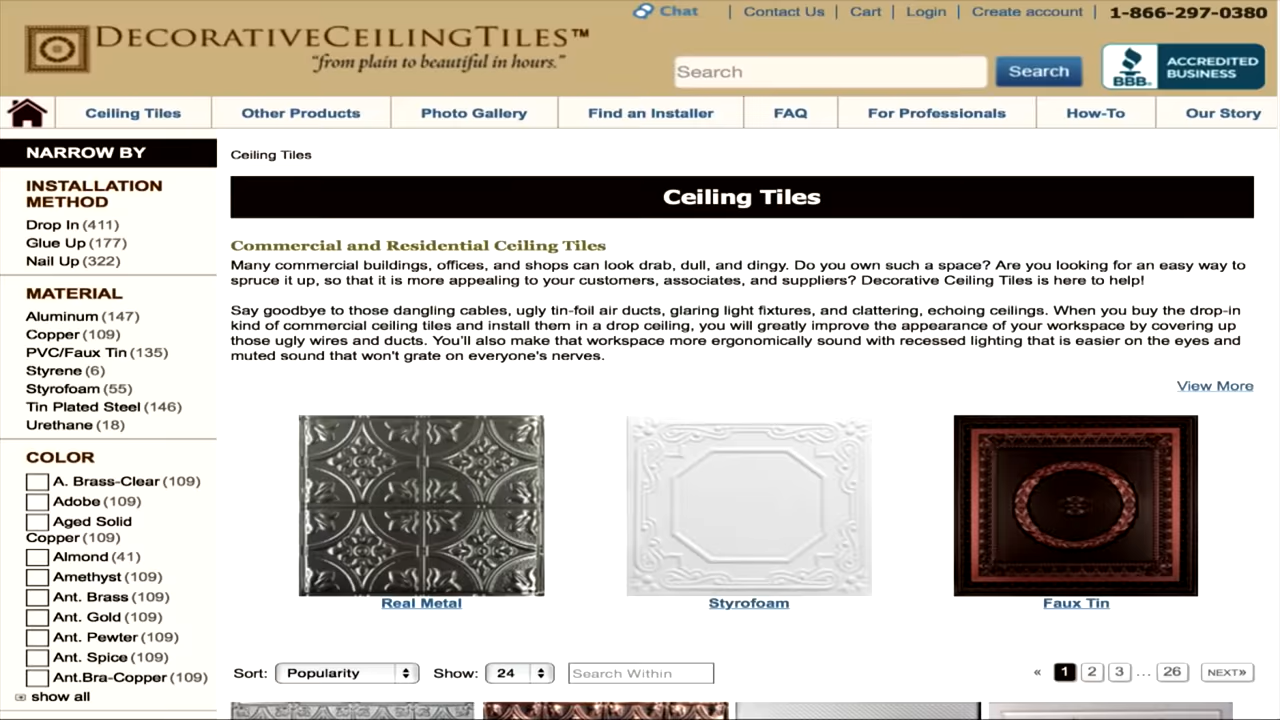 Chat | Contact Us | Cart | Login | Create account | 1-866-297-0380
DECORATIVECEILINGTILES™
"from plain to beautiful in hours."
Search
Search
BBB.
ACCREDITED
BUSINESS
Ceiling Tiles
Other Products
Photo Gallery
Find an Installer
FAQ
For Professionals
How-To
Our Story
NARROW BY
INSTALLATION
METHOD
Drop In (411)
Glue Up (177)
Nail Up (322)
MATERIAL
Aluminum (147)
Copper (109)
PVC/Faux Tin (135)
Styrene (6)
Styrofoam (55)
Tin Plated Steel (146)
Urethane (18)
COLOR
A. Brass-Clear (109)
Adobe (109)
Aged Solid
Copper (109)
Almond (41)
Amethyst (109)
Ant. Brass (109)
Ant. Gold (109)
Ant. Pewter (109)
Ant. Spice (109)
Ant.Bra-Copper (109)
show all
Ceiling Tiles
Ceiling Tiles
Commercial and Residential Ceiling Tiles
Many commercial buildings, offices, and shops can look drab, dull, and dingy. Do you own such a space? Are you looking for an easy way to
spruce it up, so that it is more appealing to your customers, associates, and suppliers? Decorative Ceiling Tiles is here to help!
Say goodbye to those dangling cables, ugly tin-foil air ducts, glaring light fixtures, and clattering, echoing ceilings. When you buy the drop-in
kind of commercial ceiling tiles and install them in a drop ceiling, you will greatly improve the appearance of your workspace by covering up
those ugly wires and ducts. You'll also make that workspace more ergonomically sound with recessed lighting that is easier on the eyes and
muted sound that won't grate on everyone's nerves.
View More
Real Metal
Styrofoam
Faux Tin
Sort: Popularity Show: 24 Search Within
« 1 2 3 ... 26 NEXT»